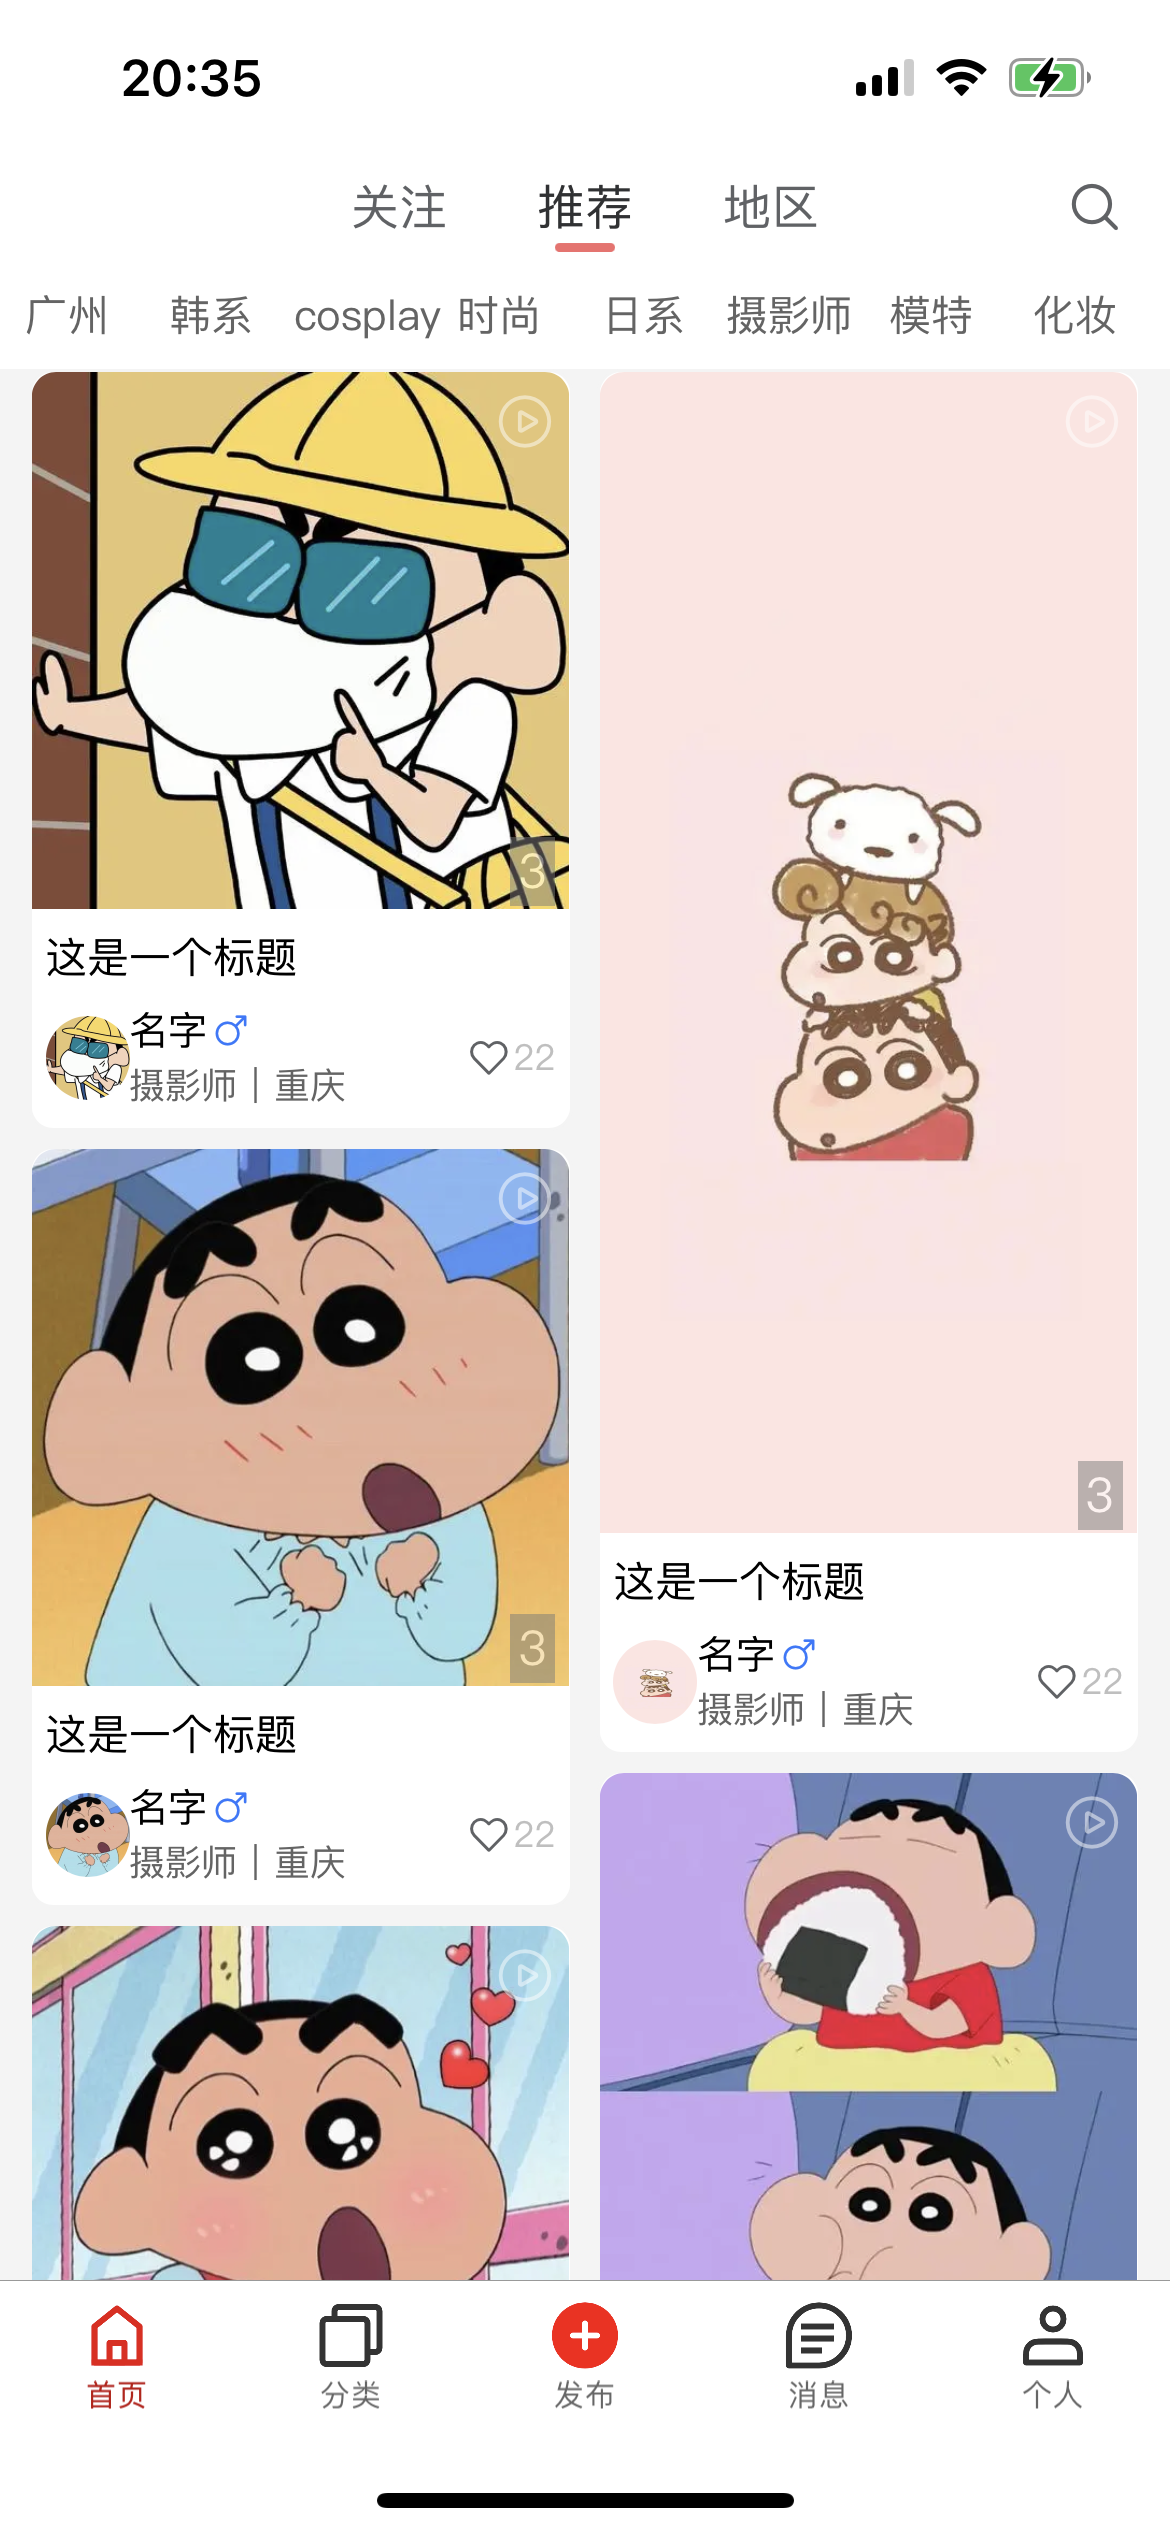 20:35
关注 推荐 地区
广州 韩系 cosplay 时尚 日系 摄影师 模特 化妆
3
这是一个标题
名字
摄影师｜重庆
22
3
这是一个标题
名字
摄影师｜重庆
22
3
这是一个标题
名字
摄影师｜重庆
22
首页 分类 发布 消息 个人